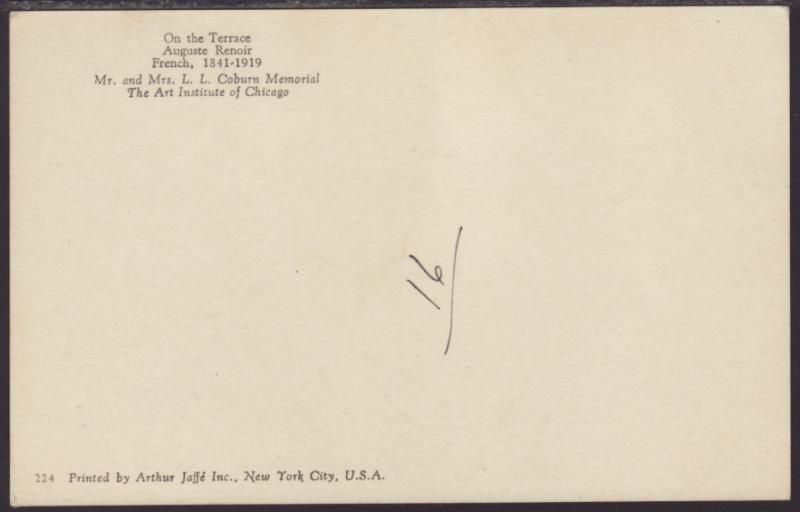 On the Terrace
Auguste Renoir
French, 1841-1919
Mr. and Mrs. L. L. Coburn Memorial
The Art Institute of Chicago
16
224 Printed by Arthur Jaffé Inc., New York City, U.S.A.